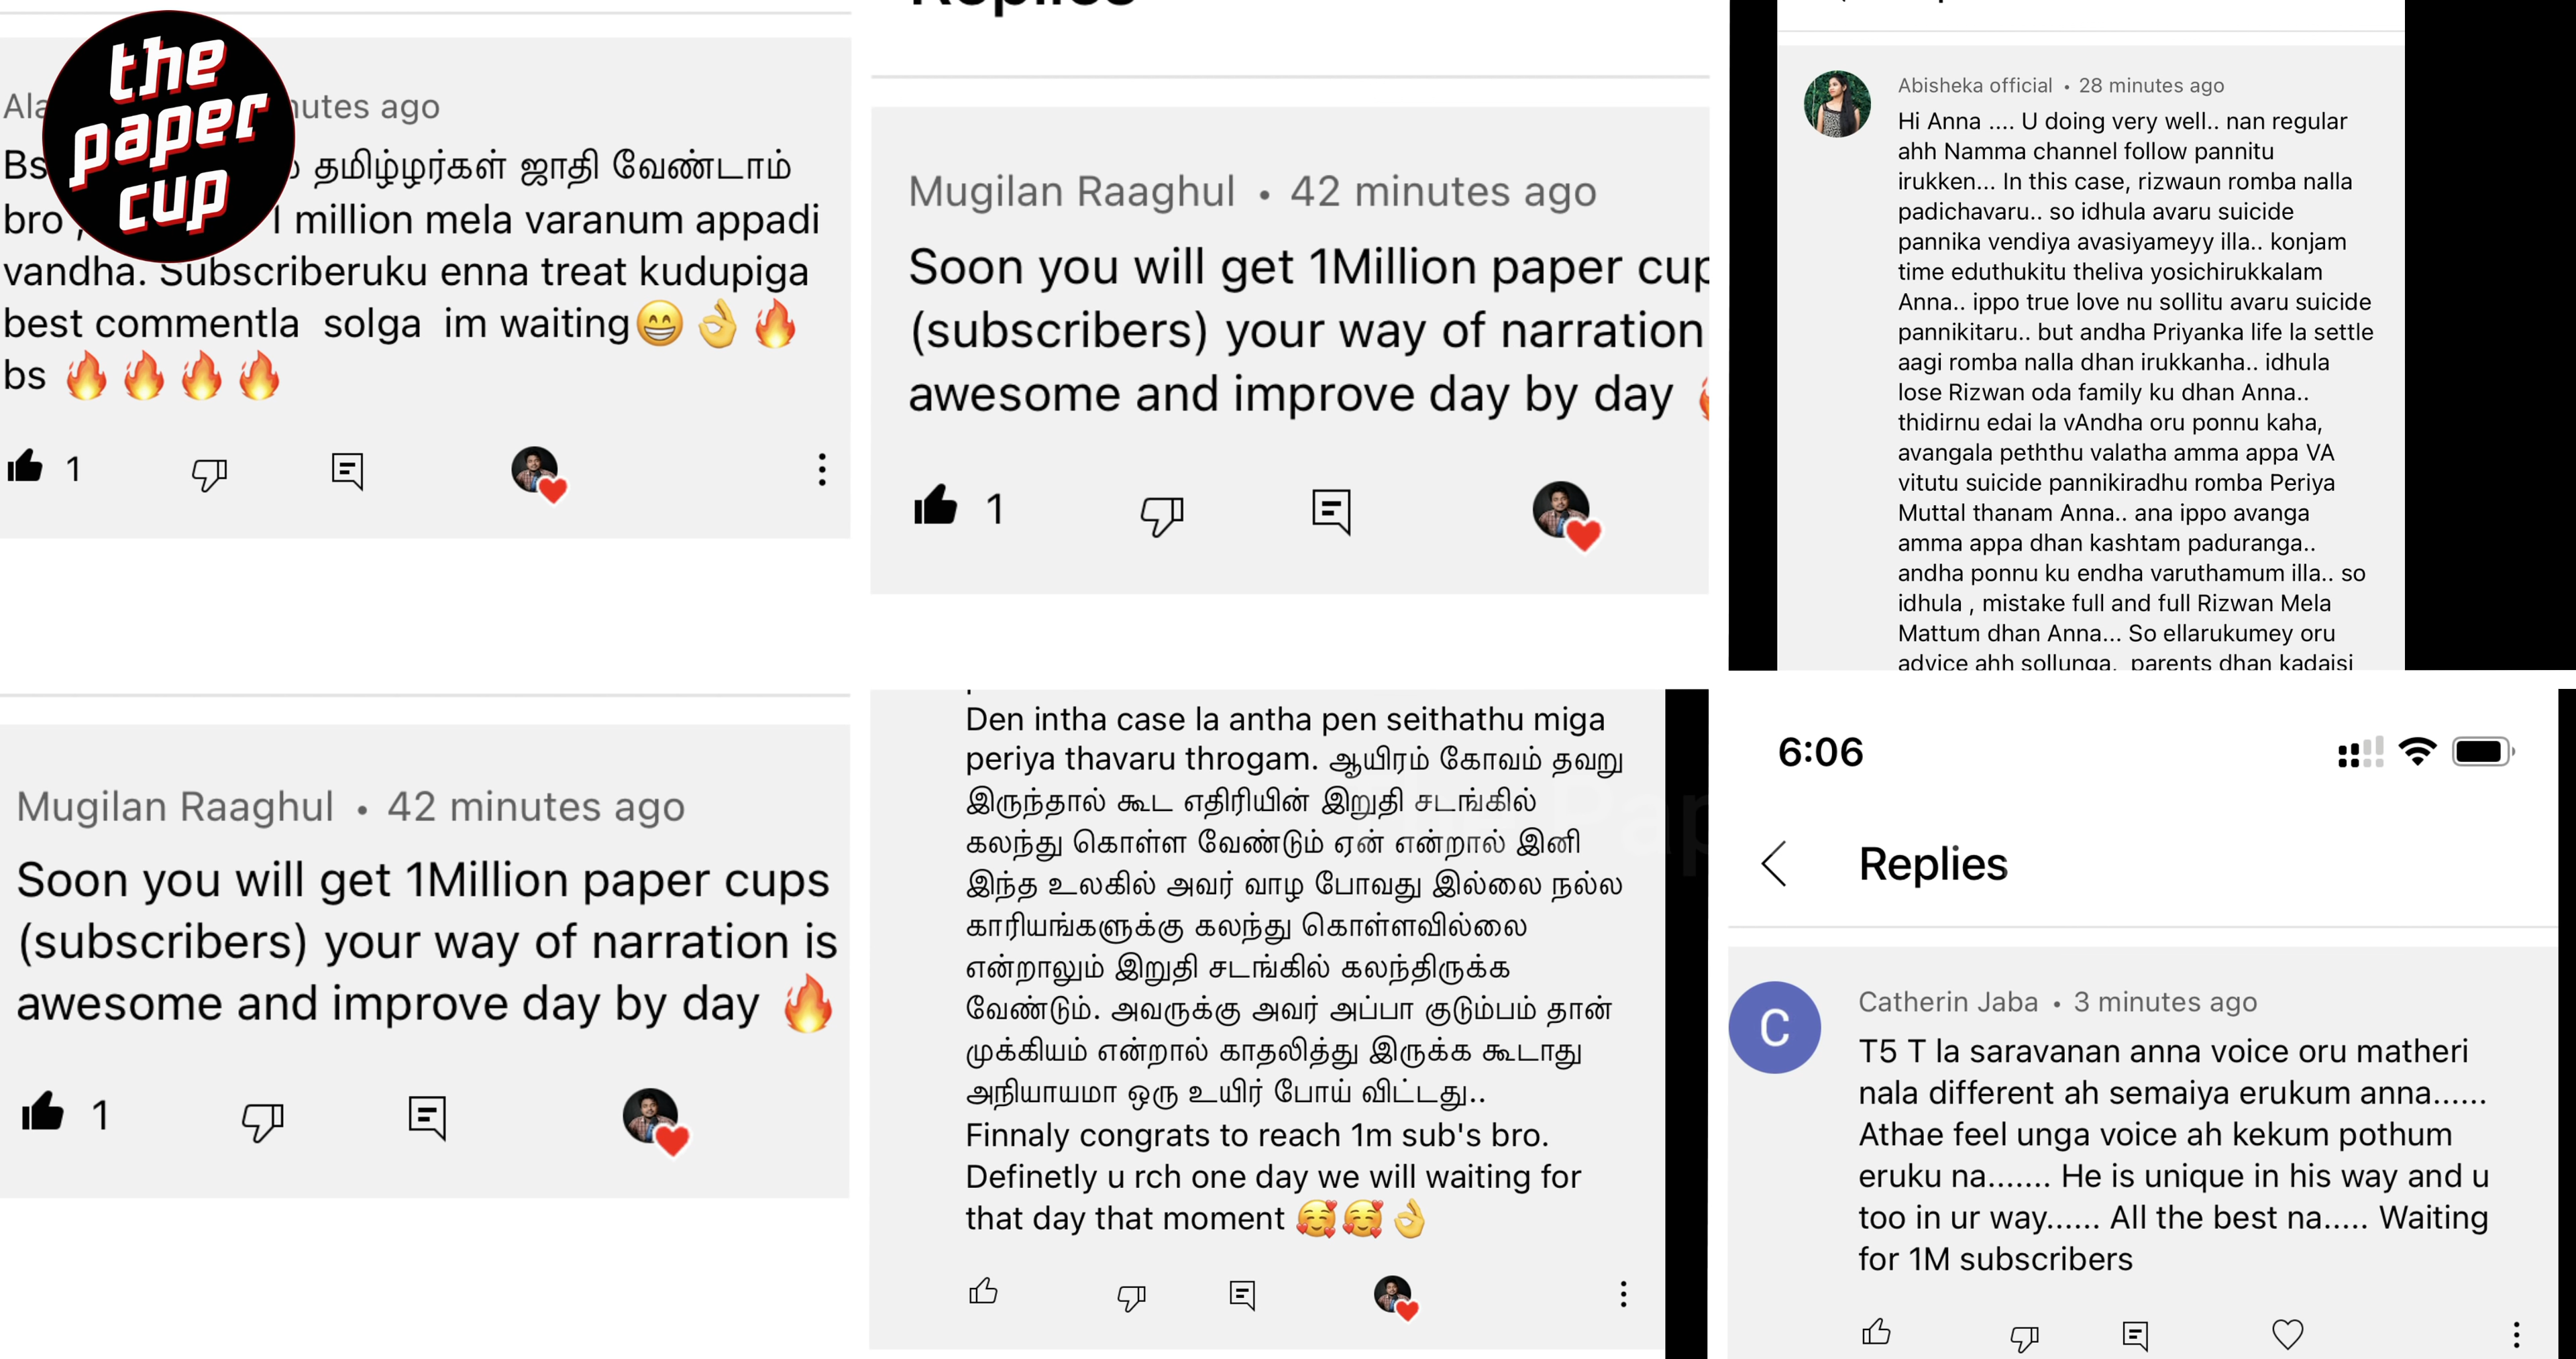 the
paper
cup
Ala
nutes ago
Bs
தமிழ்ழர்கள் ஜாதி வேண்டாம்
bro , 1 million mela varanum appadi
vandha. Subscriberuku enna treat kudupiga
best commentla solga im waiting😁👌🔥
bs 🔥🔥🔥🔥
1
Replies
Mugilan Raaghul • 42 minutes ago
Soon you will get 1Million paper cup
(subscribers) your way of narration
awesome and improve day by day 🔥
1
Abisheka official • 28 minutes ago
Hi Anna .... U doing very well.. nan regular
ahh Namma channel follow pannitu
irukken... In this case, rizwaun romba nalla
padichavaru.. so idhula avaru suicide
pannika vendiya avasiyameyy illa.. konjam
time eduthukitu theliva yosichirukkalam
Anna.. ippo true love nu sollitu avaru suicide
pannikitaru.. but andha Priyanka life la settle
aagi romba nalla dhan irukkanha.. idhula
lose Rizwan oda family ku dhan Anna..
thidirnu edai la vAndha oru ponnu kaha,
avangala peththu valatha amma appa VA
vitutu suicide pannikiradhu romba Periya
Muttal thanam Anna.. ana ippo avanga
amma appa dhan kashtam paduranga..
andha ponnu ku endha varuthamum illa.. so
idhula , mistake full and full Rizwan Mela
Mattum dhan Anna... So ellarukumey oru
advice ahh sollunga, parents dhan kadaisi
Mugilan Raaghul • 42 minutes ago
Soon you will get 1Million paper cups
(subscribers) your way of narration is
awesome and improve day by day 🔥
1
Den intha case la antha pen seithathu miga
periya thavaru throgam. ஆயிரம் கோவம் தவறு
இருந்தால் கூட எதிரியின் இறுதி சடங்கில்
கலந்து கொள்ள வேண்டும் ஏன் என்றால் இனி
இந்த உலகில் அவர் வாழ போவது இல்லை நல்ல
காரியங்களுக்கு கலந்து கொள்ளவில்லை
என்றாலும் இறுதி சடங்கில் கலந்திருக்க
வேண்டும். அவருக்கு அவர் அப்பா குடும்பம் தான்
முக்கியம் என்றால் காதலித்து இருக்க கூடாது
அநியாயமா ஒரு உயிர் போய் விட்டது..
Finnaly congrats to reach 1m sub's bro.
Definetly u rch one day we will waiting for
that day that moment 🥰🥰👌
6:06
Replies
C
Catherin Jaba • 3 minutes ago
T5 T la saravanan anna voice oru matheri
nala different ah semaiya erukum anna......
Athae feel unga voice ah kekum pothum
eruku na....... He is unique in his way and u
too in ur way...... All the best na..... Waiting
for 1M subscribers